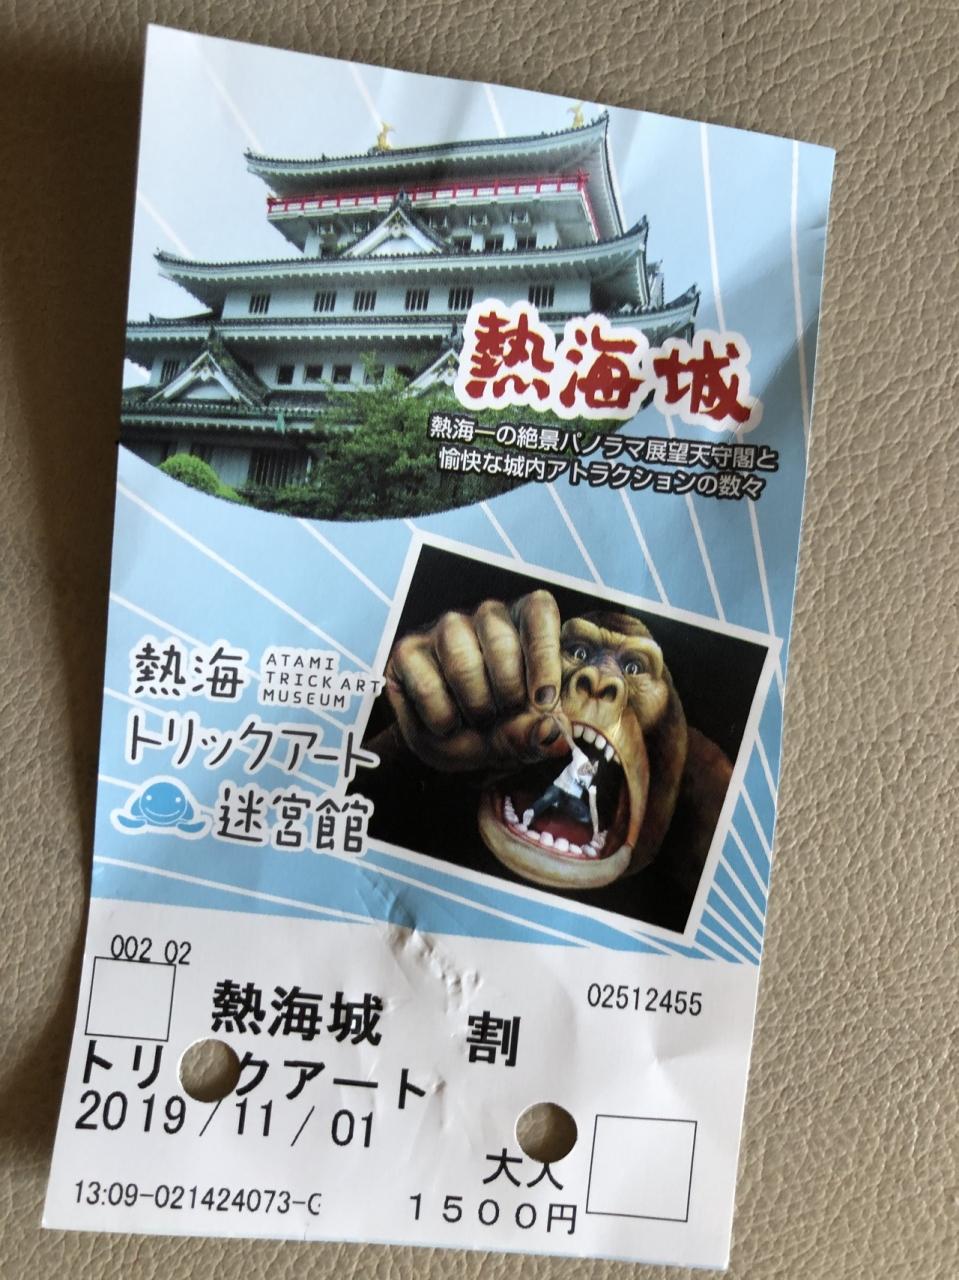 熱海城
熱海一の絶景パノラマ展望天守閣と
愉快な城内アトラクションの数々
熱海 ATAMI
TRICK ART
MUSEUM
トリックアート
迷宮館
002 02
02512455
熱海城 割
トリ クアート
2019/11/01
大人
13:09-021424073-
1500円